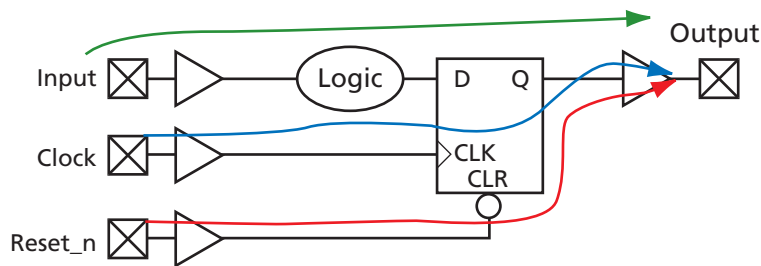 Output
Input
Logic
D Q
Clock
CLK
CLR
Reset_n